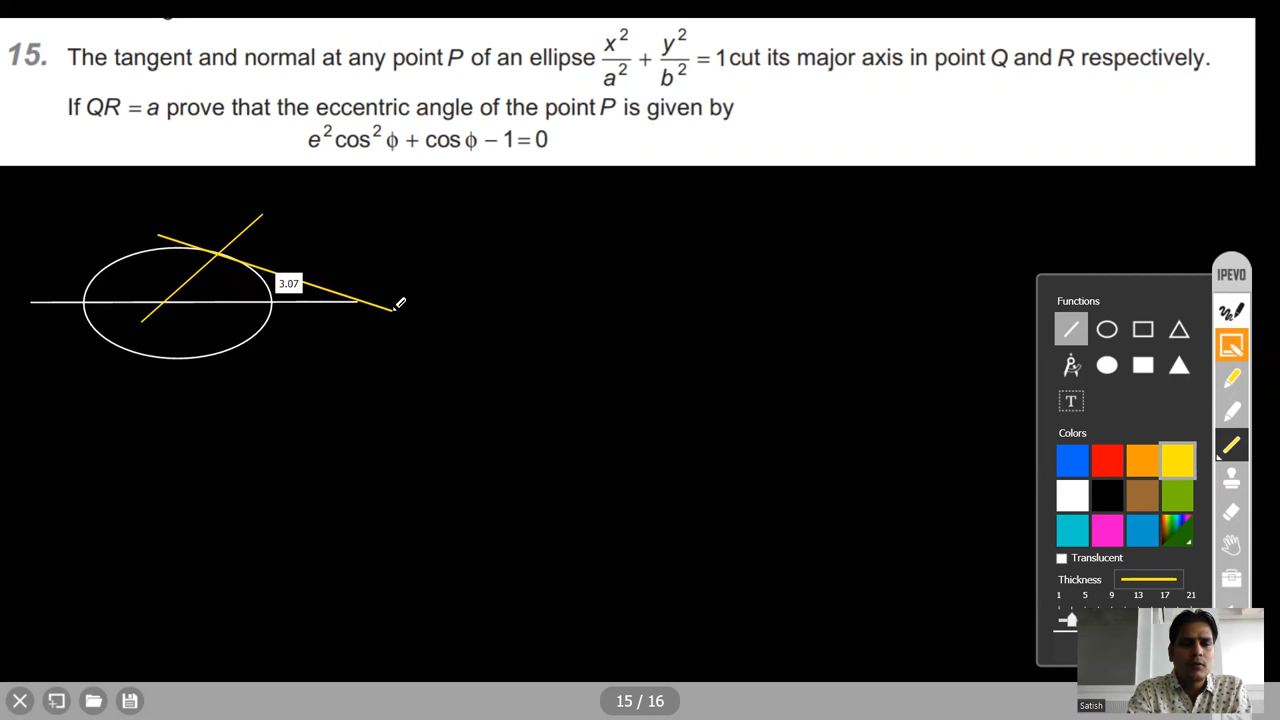 15. The tangent and normal at any point P of an ellipse x²/a² + y²/b² = 1 cut its major axis in point Q and R respectively.
If QR = a prove that the eccentric angle of the point P is given by
e² cos² ϕ + cos ϕ − 1 = 0
3.07
IPEVO
Functions
T
Colors
Translucent
Thickness
1 5 9 13 17 21
Satish
15 / 16